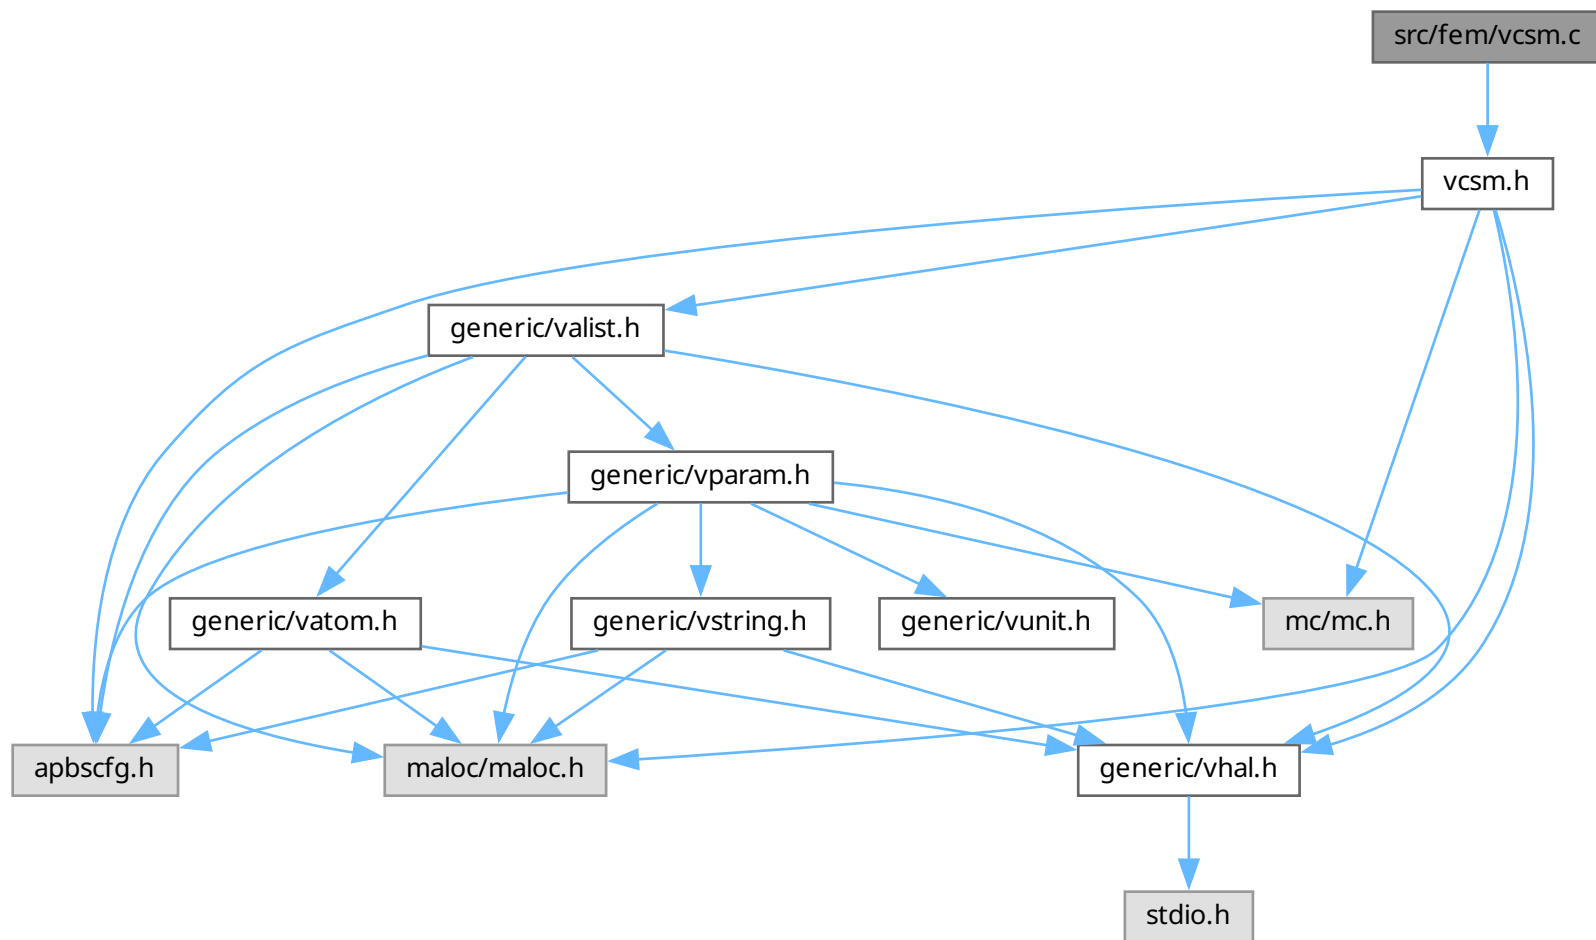 src/fem/vcsm.c
vcsm.h
generic/valist.h
generic/vparam.h
generic/vatom.h
generic/vstring.h
generic/vunit.h
mc/mc.h
apbscfg.h
maloc/maloc.h
generic/vhal.h
stdio.h